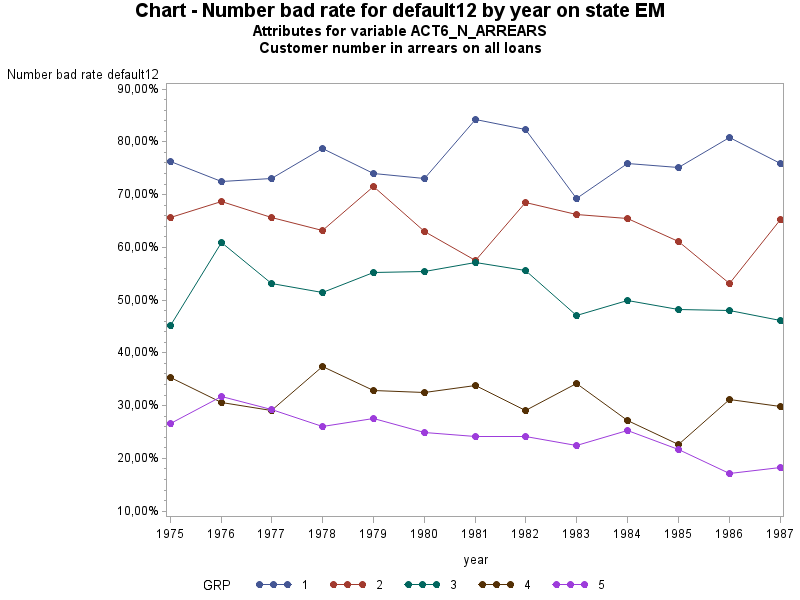 Chart - Number bad rate for default12 by year on state EM
Attributes for variable ACT6_N_ARREARS
Customer number in arrears on all loans
Number bad rate default12
90,00%
80,00%
70,00%
60,00%
50,00%
40,00%
30,00%
20,00%
10,00%
1975 1976 1977 1978 1979 1980 1981 1982 1983 1984 1985 1986 1987
year
GRP 1 2 3 4 5